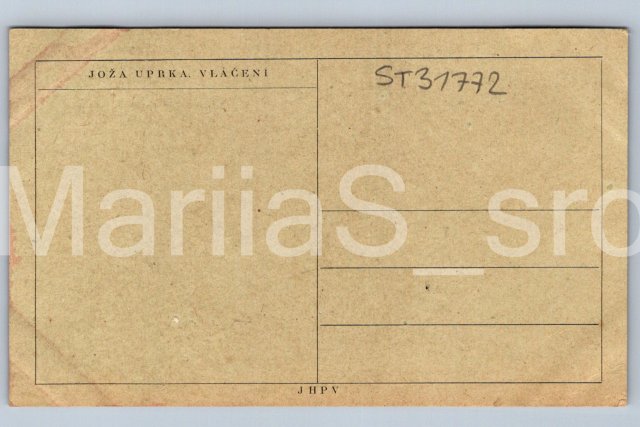 JOŽA UPRKA, VLÁČENÍ
ST31772
MariiaS_sro
JHPV